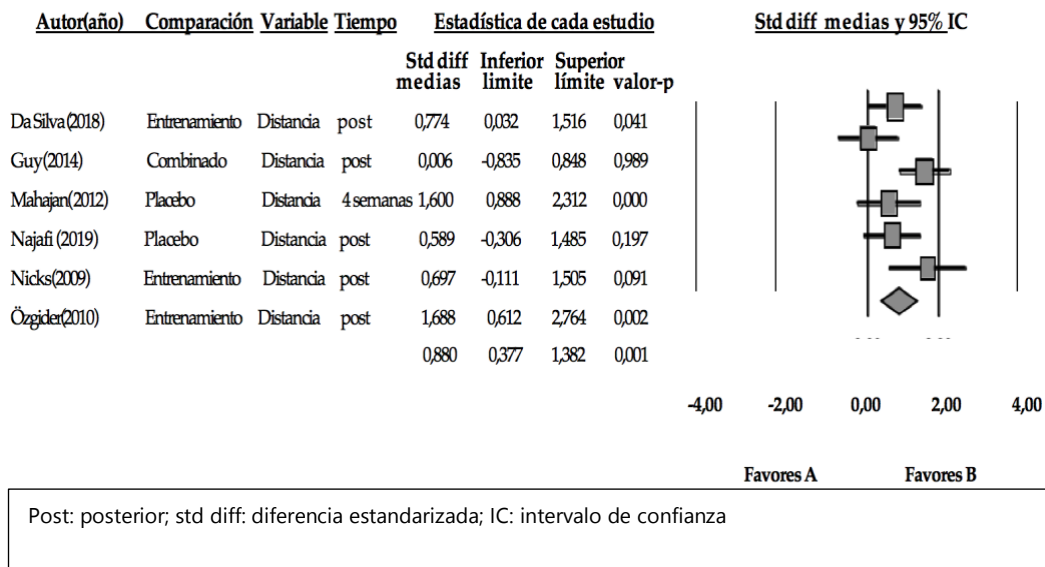 Autor(año) Comparación Variable Tiempo Estadística de cada estudio Std diff medias y 95% IC
Std diff Inferior Superior
medias limite límite valor-p
Da Silva (2018) Entrenamiento Distancia post 0,774 0,032 1,516 0,041
Guy(2014) Combinado Distancia post 0,006 -0,835 0,848 0,989
Mahajan(2012) Placebo Distancia 4 semanas 1,600 0,888 2,312 0,000
Najafi (2019) Placebo Distancia post 0,589 -0,306 1,485 0,197
Nicks(2009) Entrenamiento Distancia post 0,697 -0,111 1,505 0,091
Özgider(2010) Entrenamiento Distancia post 1,688 0,612 2,764 0,002
0,880 0,377 1,382 0,001
-4,00 -2,00 0,00 2,00 4,00
Favores A Favores B
Post: posterior; std diff: diferencia estandarizada; IC: intervalo de confianza